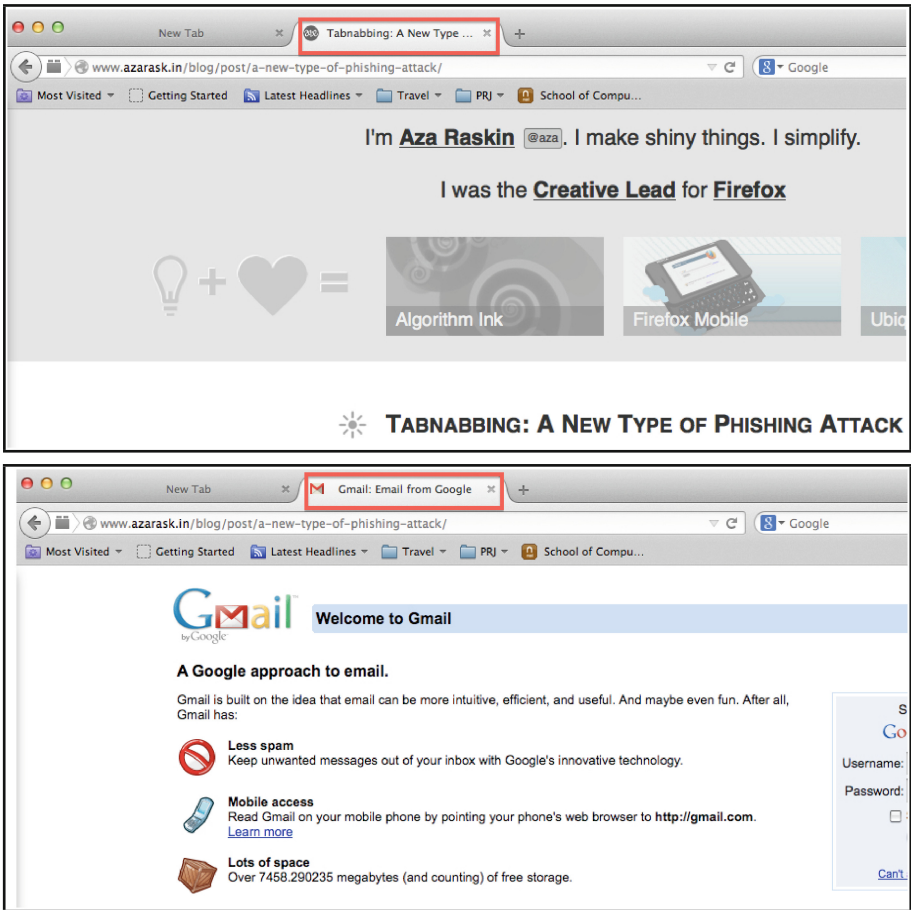 New Tab
Tabnabbing: A New Type ...
www.azarask.in/blog/post/a-new-type-of-phishing-attack/
Google
Most Visited
Getting Started
Latest Headlines
Travel
PRJ
School of Compu...
I'm Aza Raskin @aza. I make shiny things. I simplify.
I was the Creative Lead for Firefox
Algorithm Ink
Firefox Mobile
Ubiq
TABNABBING: A NEW TYPE OF PHISHING ATTACK
New Tab
Gmail: Email from Google
www.azarask.in/blog/post/a-new-type-of-phishing-attack/
Google
Most Visited
Getting Started
Latest Headlines
Travel
PRJ
School of Compu...
Gmail
by Google
Welcome to Gmail
A Google approach to email.
Gmail is built on the idea that email can be more intuitive, efficient, and useful. And maybe even fun. After all,
Gmail has:
Less spam
Keep unwanted messages out of your inbox with Google's innovative technology.
Mobile access
Read Gmail on your mobile phone by pointing your phone's web browser to http://gmail.com.
Learn more
Lots of space
Over 7458.290235 megabytes (and counting) of free storage.
S
Go
Username:
Password:
Can't